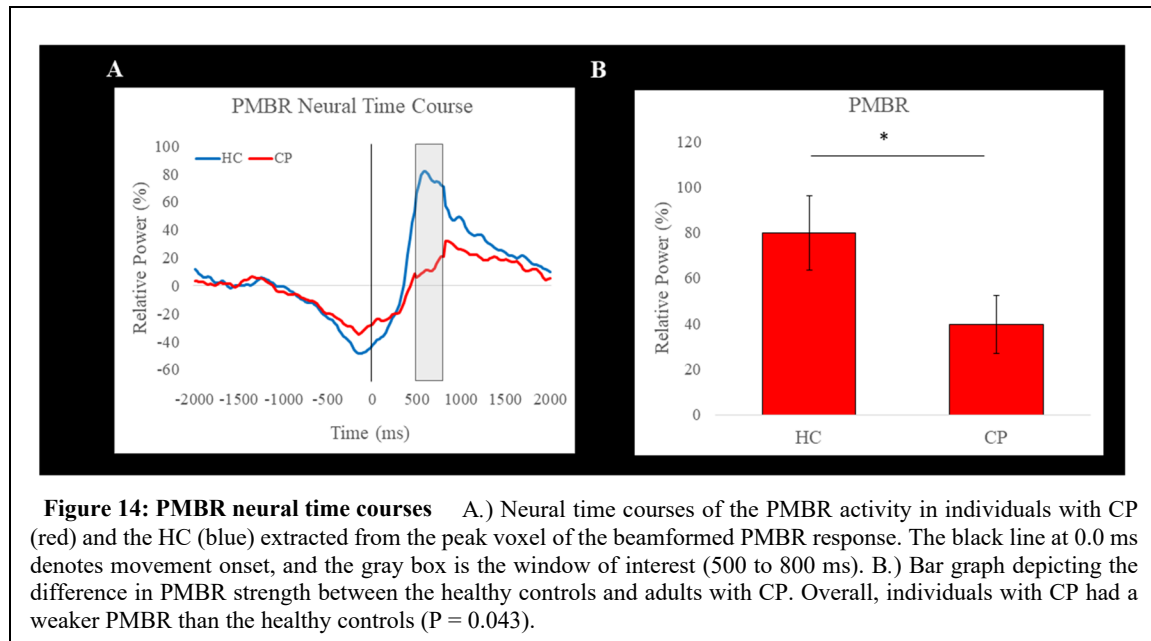 A
PMBR Neural Time Course
HC CP
Relative Power (%)
100
80
60
40
20
0
-20
-40
-60
-2000 -1500 -1000 -500 0 500 1000 1500 2000
Time (ms)
B
PMBR
*
Relative Power (%)
120
100
80
60
40
20
0
HC CP
Figure 14: PMBR neural time courses A.) Neural time courses of the PMBR activity in individuals with CP
(red) and the HC (blue) extracted from the peak voxel of the beamformed PMBR response. The black line at 0.0 ms
denotes movement onset, and the gray box is the window of interest (500 to 800 ms). B.) Bar graph depicting the
difference in PMBR strength between the healthy controls and adults with CP. Overall, individuals with CP had a
weaker PMBR than the healthy controls (P = 0.043).